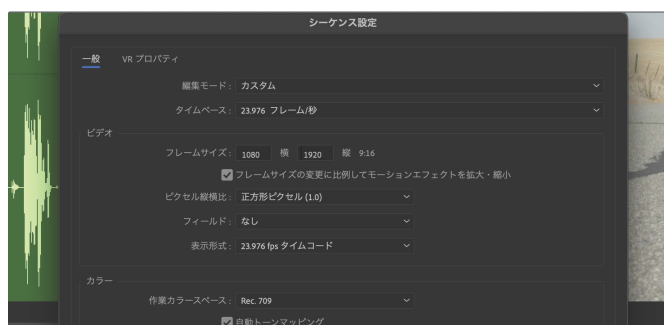 シーケンス設定
一般 VR プロパティ
編集モード : カスタム
タイムベース : 23.976 フレーム/秒
ビデオ
フレームサイズ : 1080 横 1920 縦 9:16
フレームサイズの変更に比例してモーションエフェクトを拡大・縮小
ピクセル縦横比 : 正方形ピクセル (1.0)
フィールド : なし
表示形式 : 23.976 fps タイムコード
カラー
作業カラースペース : Rec. 709
自動トーンマッピング